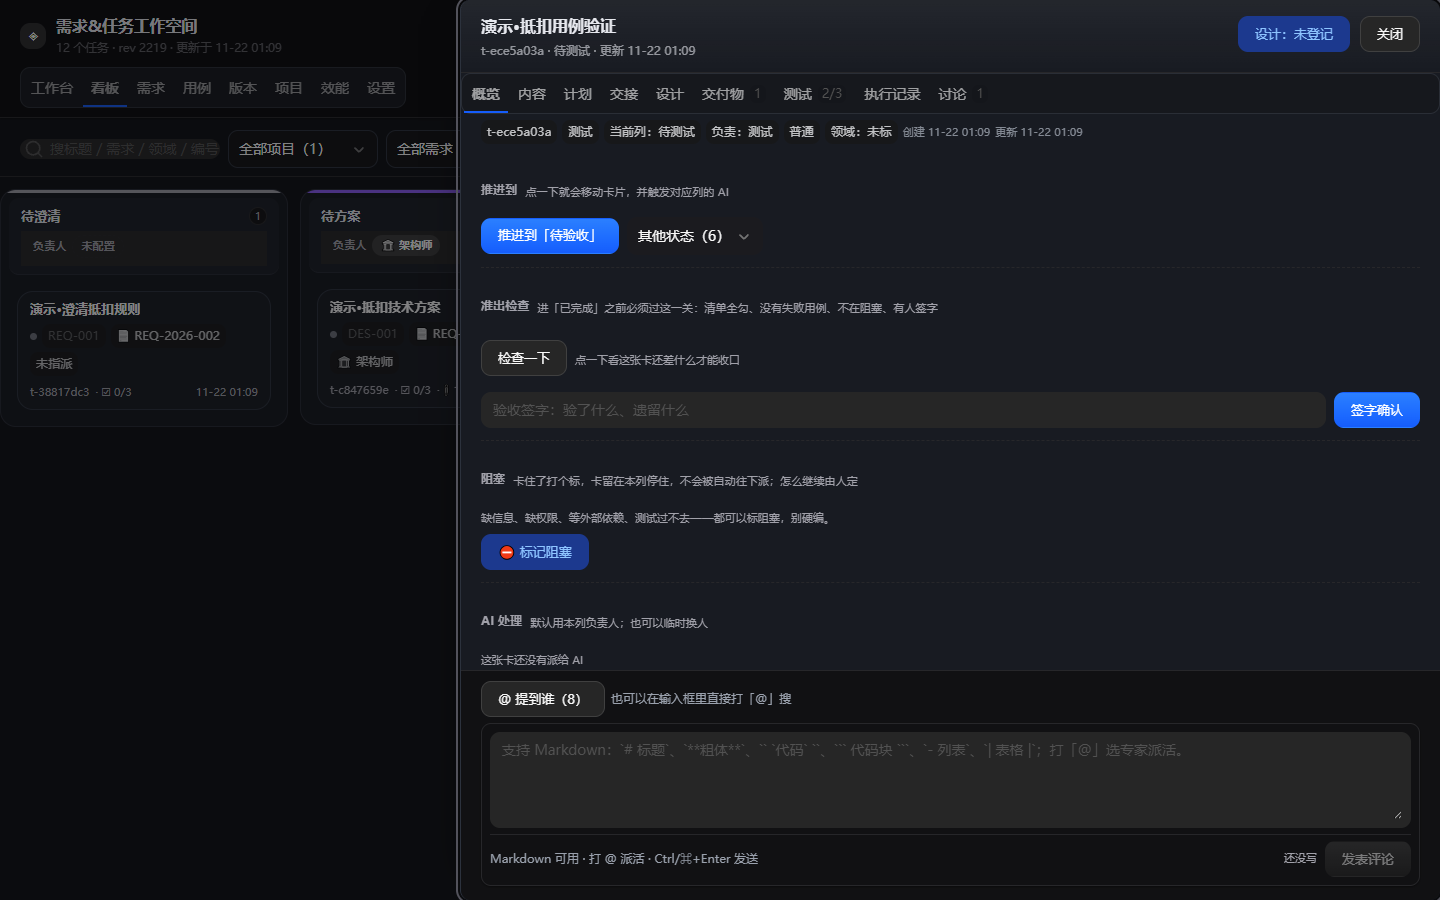 需求&任务工作空间
12 个任务 · rev 2219 · 更新于 11-22 01:09
工作台 看板 需求 用例 版本 项目 效能 设置
搜标题 / 需求 / 领域 / 编号
全部项目（1）
全部需求
待澄清 1
负责人 未配置
演示•澄清抵扣规则
REQ-001 REQ-2026-002
未指派
t-38817dc3 · ☑ 0/3 11-22 01:09
待方案
负责人 架构师
演示•抵扣技术方案
DES-001 REQ-
架构师
t-c847659e · ☑ 0/3 ·
演示•抵扣用例验证
t-ece5a03a · 待测试 · 更新 11-22 01:09
设计：未登记
关闭
概览 内容 计划 交接 设计 交付物 1 测试 2/3 执行记录 讨论 1
t-ece5a03a 测试 当前列：待测试 负责：测试 普通 领域：未标 创建 11-22 01:09 更新 11-22 01:09
推进到 点一下就会移动卡片，并触发对应列的 AI
推进到「待验收」 其他状态（6）
准出检查 进「已完成」之前必须过这一关：清单全勾、没有失败用例、不在阻塞、有人签字
检查一下 点一下看这张卡还差什么才能收口
验收签字：验了什么、遗留什么
签字确认
阻塞 卡住了打个标，卡留在本列停住，不会被自动往下派；怎么继续由人定
缺信息、缺权限、等外部依赖、测试过不去——都可以标阻塞，别硬编。
⛔ 标记阻塞
AI 处理 默认用本列负责人；也可以临时换人
这张卡还没有派给 AI
@ 提到谁（8） 也可以在输入框里直接打「@」搜
支持 Markdown：`# 标题`、`**粗体**`、`` `代码` ``、``` 代码块 ```、`- 列表`、`| 表格 |`；打「@」选专家派活。
Markdown 可用 · 打 @ 派活 · Ctrl/⌘+Enter 发送
还没写
发表评论